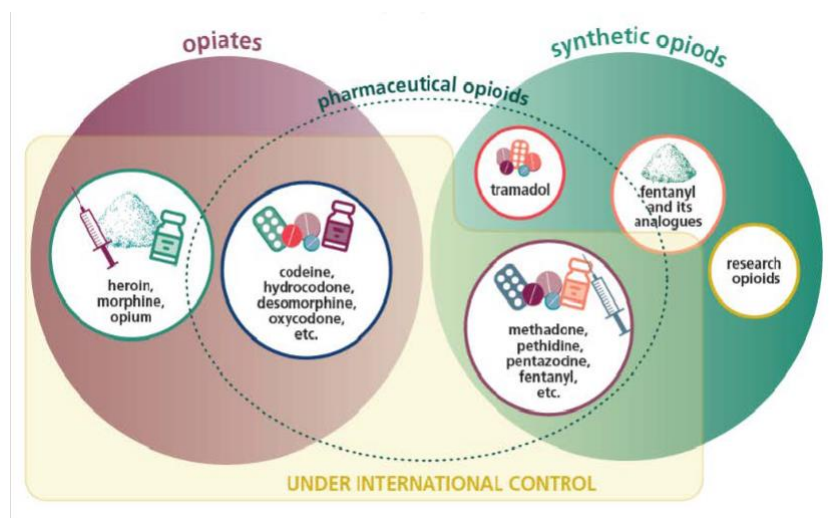 opiates
synthetic opiods
pharmaceutical opioids
tramadol
fentanyl
and its
analogues
heroin,
morphine,
opium
codeine,
hydrocodone,
desomorphine,
oxycodone,
etc.
research
opioids
methadone,
pethidine,
pentazocine,
fentanyl,
etc.
UNDER INTERNATIONAL CONTROL